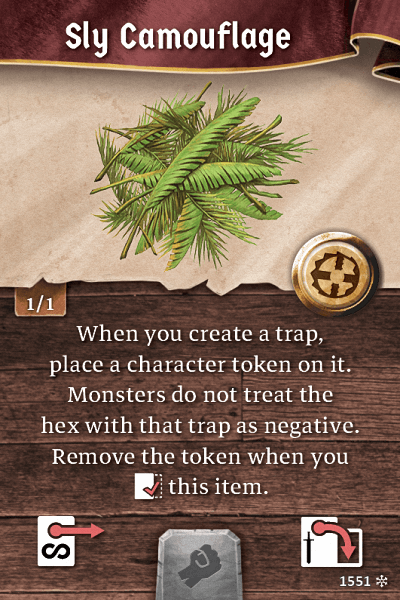 Sly Camouflage
1/1
When you create a trap,
place a character token on it.
Monsters do not treat the
hex with that trap as negative.
Remove the token when you
this item.
S
1551